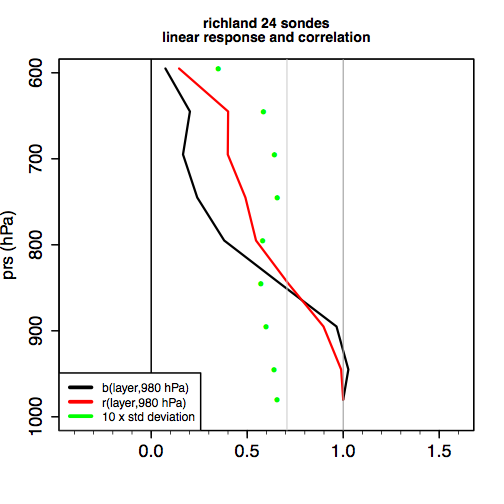 richland 24 sondes
linear response and correlation
prs (hPa)
600
700
800
900
1000
b(layer,980 hPa)
r(layer,980 hPa)
10 x std deviation
0.0
0.5
1.0
1.5